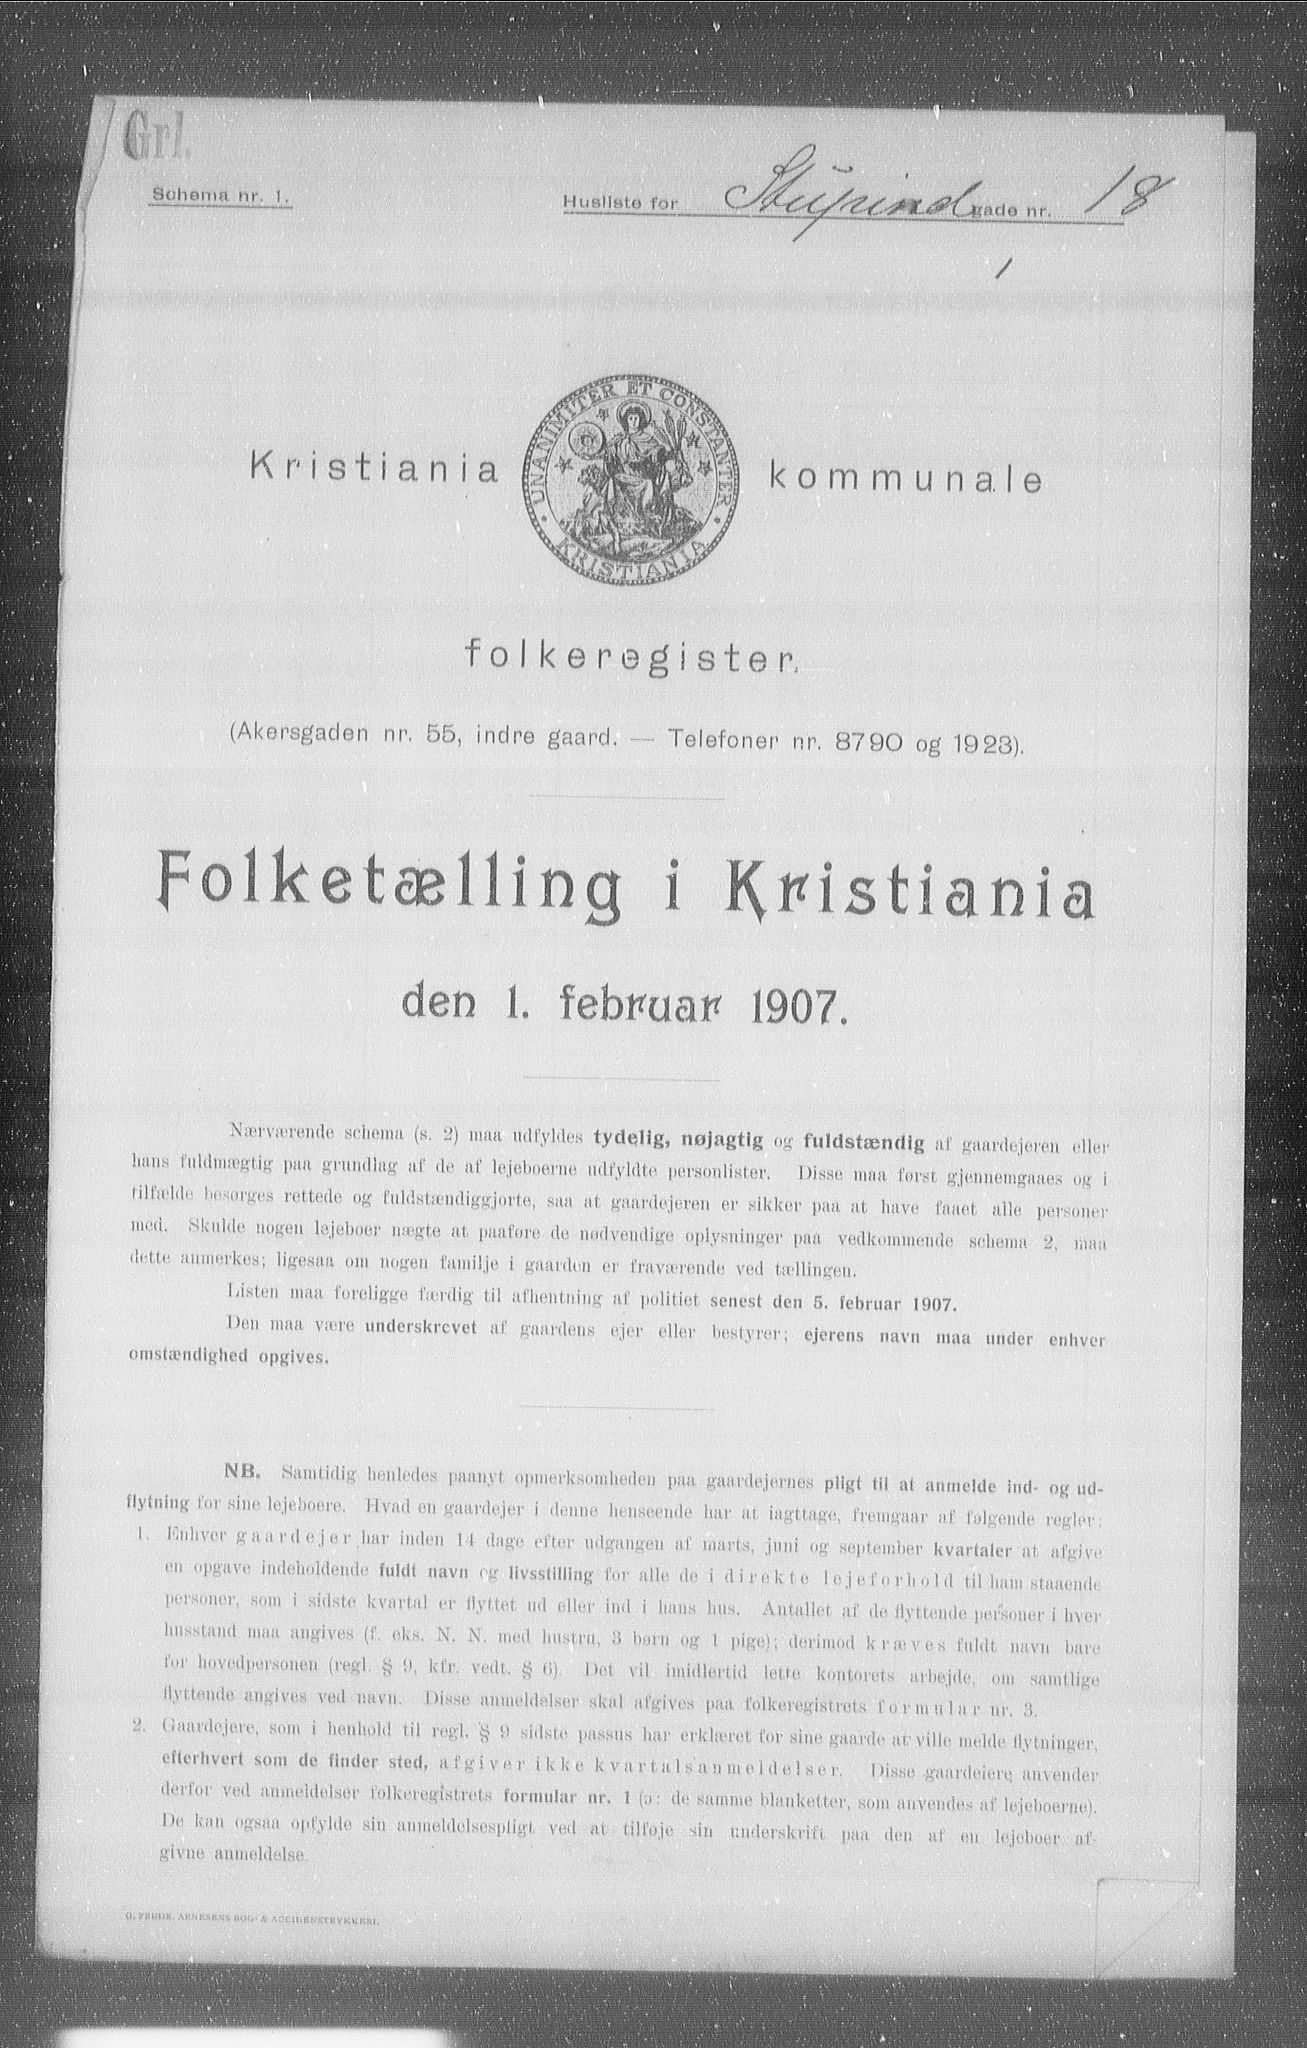 Grl.
Schema nr. 1.
Husliste for Stupind gade nr. 18
UNANIMITER ET CONSTANTER
Kristiania kommunale
KRISTIANIA
folkeregister.
(Akersgaden nr. 55, indre gaard. — Telefoner nr. 8790 og 1923).
Folketælling i Kristiania
den 1. februar 1907.
Nærværende schema (s. 2) maa udfyldes tydelig, nøjagtig og fuldstændig af gaardejeren eller
hans fuldmægtig paa grundlag af de af lejeboerne udfyldte personlister. Disse maa først gjennemgaaes og i
tilfælde besørges rettede og fuldstændiggjorte, saa at gaardejeren er sikker paa at have faaet alle personer
med. Skulde nogen lejeboer nægte at paaføre de nødvendige oplysninger paa vedkommende schema 2, maa
dette anmerkes; ligesaa om nogen familje i gaarden er fraværende ved tællingen.
Listen maa foreligge færdig til afhentning af politiet senest den 5. februar 1907.
Den maa være underskrevet af gaardens ejer eller bestyrer; ejerens navn maa under enhver
omstændighed opgives.
NB. Samtidig henledes paanyt opmerksomheden paa gaardejernes pligt til at anmelde ind- og ud-
flytning for sine lejeboere. Hvad en gaardejer i denne henseende har at iagttage, fremgaar af følgende regler:
1. Enhver gaardejer har inden 14 dage efter udgangen af marts, juni og september kvartaler at afgive
en opgave indeholdende fuldt navn og livsstilling for alle de i direkte lejeforhold til ham staaende
personer, som i sidste kvartal er flyttet ud eller ind i hans hus. Antallet af de flyttende personer i hver
husstand maa angives (f. eks. N. N. med hustru, 3 børn og 1 pige); derimod kræves fuldt navn bare
for hovedpersonen (regl. § 9, kfr. vedt. § 6). Det vil imidlertid lette kontorets arbejde, om samtlige
flyttende angives ved navn. Disse anmeldelser skal afgives paa folkeregistrets formular nr. 3.
2. Gaardejere, som i henhold til regl. § 9 sidste passus har erklæret for sine gaarde at ville melde flytninger,
efterhvert som de finder sted, afgiver ikke kvartalsanmeldelser. Disse gaardeiere anvender
derfor ved anmeldelser folkeregistrets formular nr. 1 (ɔ: de samme blanketter, som anvendes af lejeboerne).
De kan ogsaa opfylde sin anmeldelsespligt ved at tilføje sin underskrift paa den af en lejeboer af-
givne anmeldelse.
O. FREDR. ARNESENS BOG- & ACCIDENSTRYKKERI.